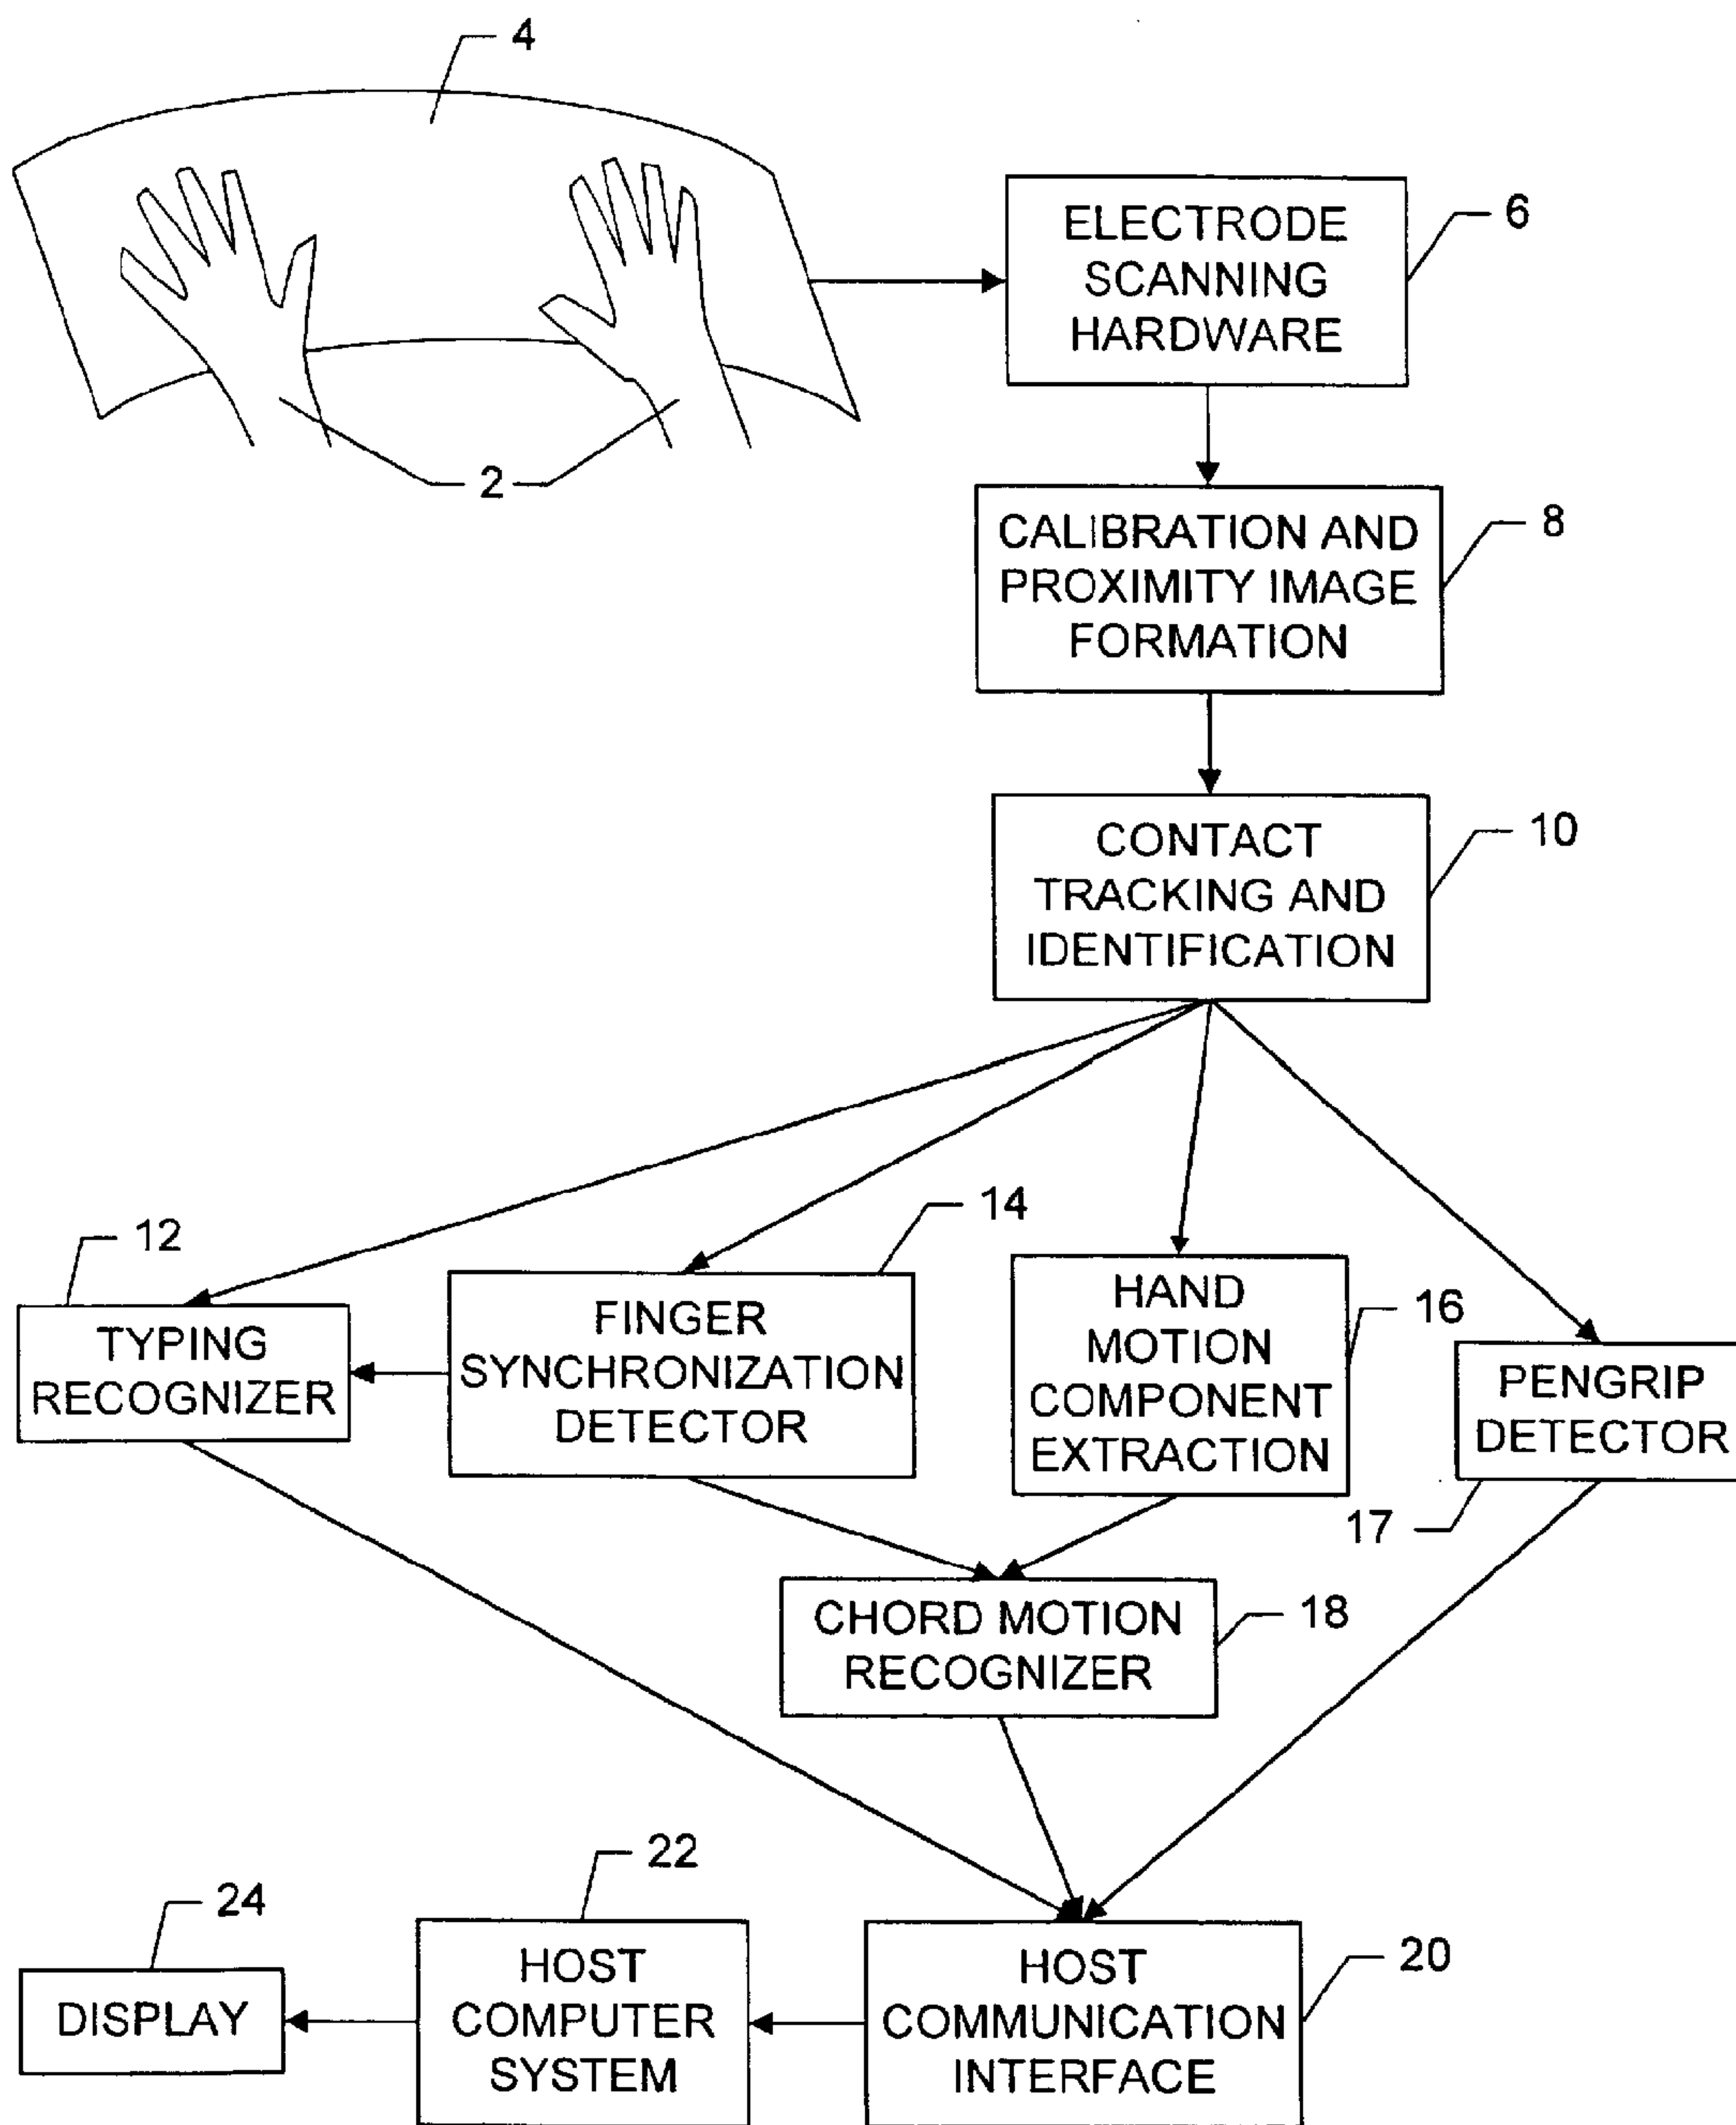 4
2
ELECTRODE
SCANNING
HARDWARE
6
CALIBRATION AND
PROXIMITY IMAGE
FORMATION
8
CONTACT
TRACKING AND
IDENTIFICATION
10
12
TYPING
RECOGNIZER
14
FINGER
SYNCHRONIZATION
DETECTOR
HAND
MOTION
COMPONENT
EXTRACTION
16
PENGRIP
DETECTOR
17
CHORD MOTION
RECOGNIZER
18
24
DISPLAY
22
HOST
COMPUTER
SYSTEM
HOST
COMMUNICATION
INTERFACE
20